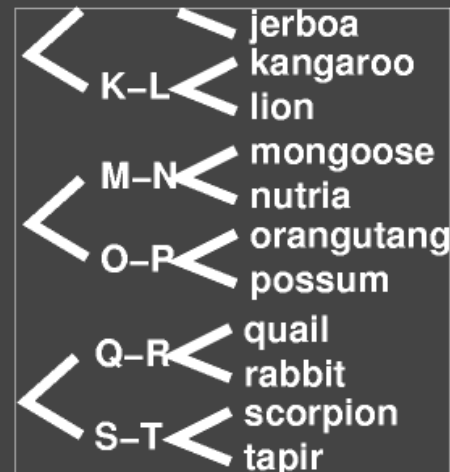 jerboa
kangaroo
K–L
lion
mongoose
M–N
nutria
orangutang
O–P
possum
quail
Q–R
rabbit
scorpion
S–T
tapir